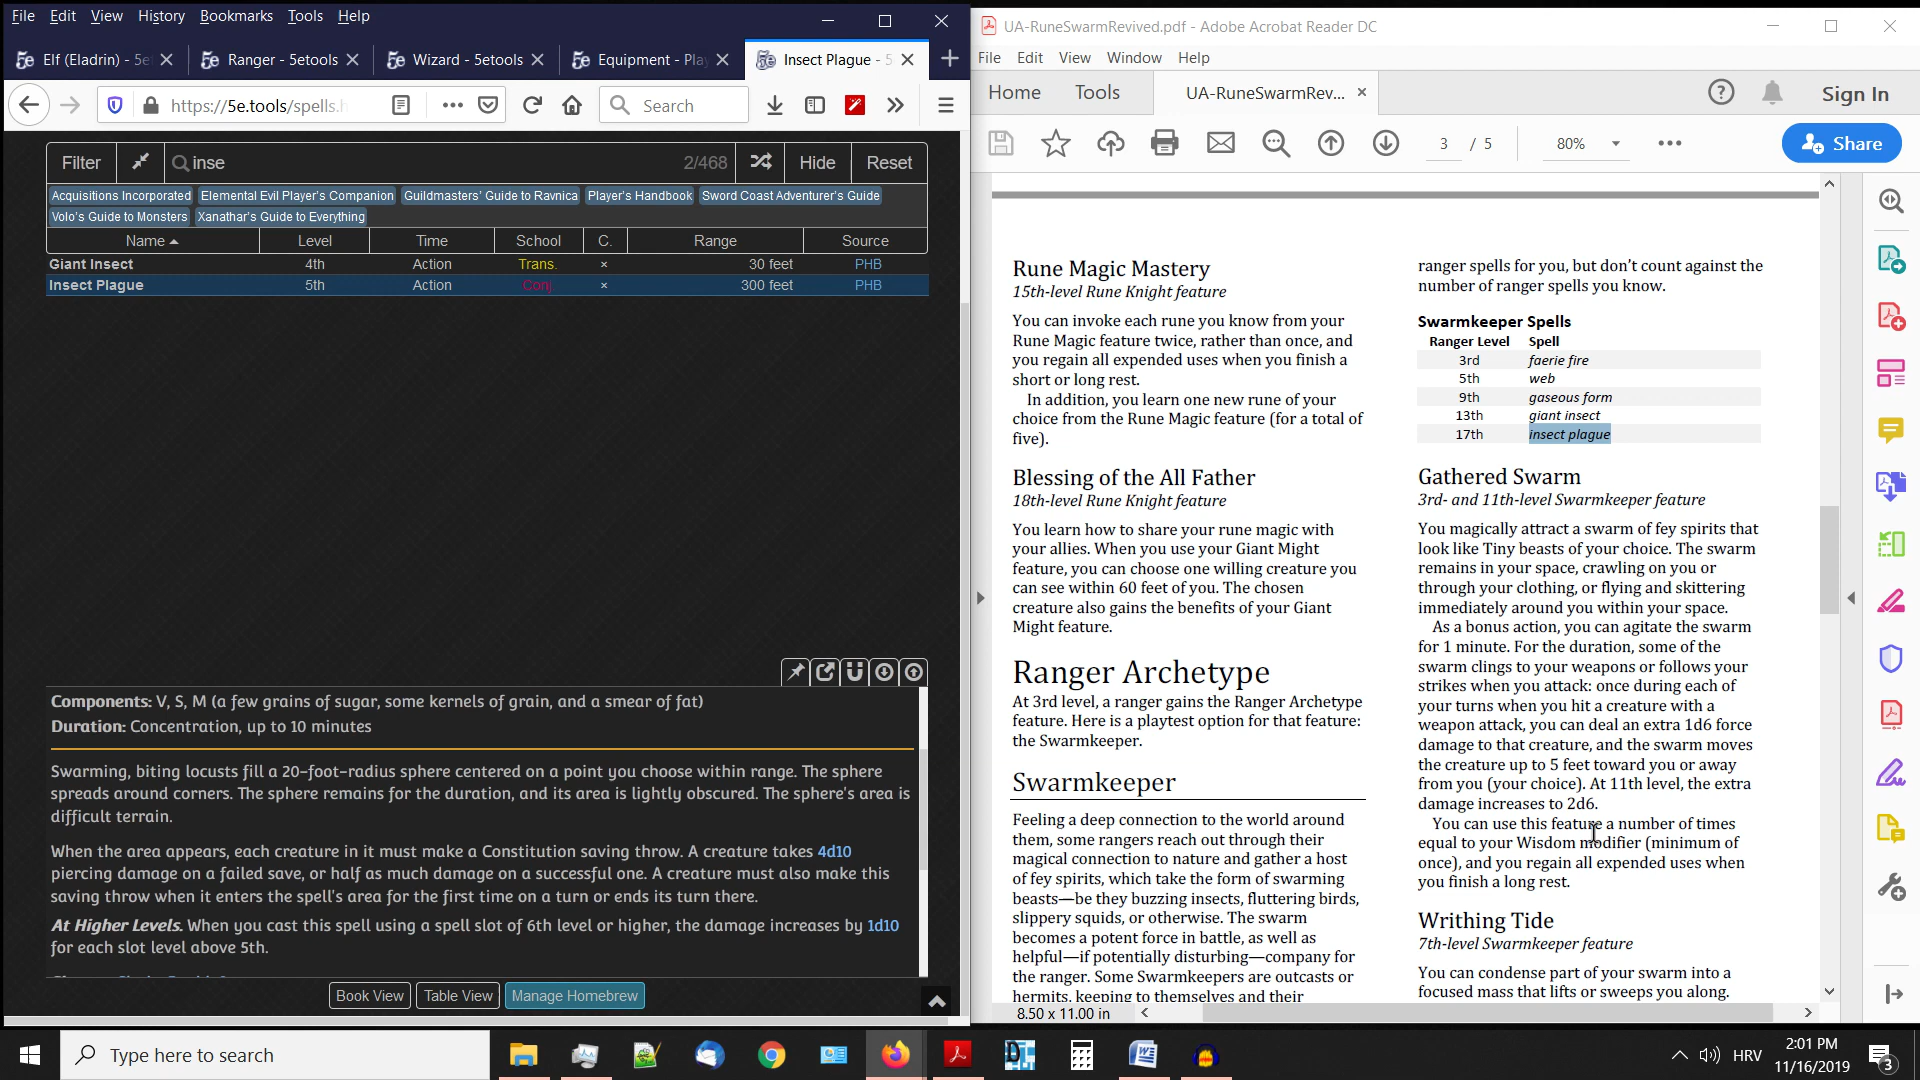 File Edit View History Bookmarks Tools Help
Elf (Eladrin) - 5e
Ranger - 5etools
Wizard - 5etools
Equipment - Pla
Insect Plague - 5
https://5e.tools/spells.h
Search
Filter
inse
2/468
Hide
Reset
Acquisitions Incorporated Elemental Evil Player's Companion Guildmasters' Guide to Ravnica Player's Handbook Sword Coast Adventurer's Guide
Volo's Guide to Monsters Xanathar's Guide to Everything
Name Level Time School C. Range Source
Giant Insect 4th Action Trans. × 30 feet PHB
Insect Plague 5th Action Conj. × 300 feet PHB
Components: V, S, M (a few grains of sugar, some kernels of grain, and a smear of fat)
Duration: Concentration, up to 10 minutes
Swarming, biting locusts fill a 20-foot-radius sphere centered on a point you choose within range. The sphere
spreads around corners. The sphere remains for the duration, and its area is lightly obscured. The sphere's area is
difficult terrain.
When the area appears, each creature in it must make a Constitution saving throw. A creature takes 4d10
piercing damage on a failed save, or half as much damage on a successful one. A creature must also make this
saving throw when it enters the spell's area for the first time on a turn or ends its turn there.
At Higher Levels. When you cast this spell using a spell slot of 6th level or higher, the damage increases by 1d10
for each slot level above 5th.
Book View Table View Manage Homebrew
UA-RuneSwarmRevived.pdf - Adobe Acrobat Reader DC
File Edit View Window Help
Home Tools UA-RuneSwarmRev... Sign In
3 / 5 80% Share
Rune Magic Mastery
15th-level Rune Knight feature
You can invoke each rune you know from your
Rune Magic feature twice, rather than once, and
you regain all expended uses when you finish a
short or long rest.
In addition, you learn one new rune of your
choice from the Rune Magic feature (for a total of
five).
Blessing of the All Father
18th-level Rune Knight feature
You learn how to share your rune magic with
your allies. When you use your Giant Might
feature, you can choose one willing creature you
can see within 60 feet of you. The chosen
creature also gains the benefits of your Giant
Might feature.
Ranger Archetype
At 3rd level, a ranger gains the Ranger Archetype
feature. Here is a playtest option for that feature:
the Swarmkeeper.
Swarmkeeper
Feeling a deep connection to the world around
them, some rangers reach out through their
magical connection to nature and gather a host
of fey spirits, which take the form of swarming
beasts—be they buzzing insects, fluttering birds,
slippery squids, or otherwise. The swarm
becomes a potent force in battle, as well as
helpful—if potentially disturbing—company for
the ranger. Some Swarmkeepers are outcasts or
hermits, keeping to themselves and their
ranger spells for you, but don't count against the
number of ranger spells you know.
Swarmkeeper Spells
Ranger Level Spell
3rd faerie fire
5th web
9th gaseous form
13th giant insect
17th insect plague
Gathered Swarm
3rd- and 11th-level Swarmkeeper feature
You magically attract a swarm of fey spirits that
look like Tiny beasts of your choice. The swarm
remains in your space, crawling on you or
through your clothing, or flying and skittering
immediately around you within your space.
As a bonus action, you can agitate the swarm
for 1 minute. For the duration, some of the
swarm clings to your weapons or follows your
strikes when you attack: once during each of
your turns when you hit a creature with a
weapon attack, you can deal an extra 1d6 force
damage to that creature, and the swarm moves
the creature up to 5 feet toward you or away
from you (your choice). At 11th level, the extra
damage increases to 2d6.
You can use this feature a number of times
equal to your Wisdom modifier (minimum of
once), and you regain all expended uses when
you finish a long rest.
Writhing Tide
7th-level Swarmkeeper feature
You can condense part of your swarm into a
focused mass that lifts or sweeps you along.
8.50 x 11.00 in
Type here to search
HRV
2:01 PM
11/16/2019
3